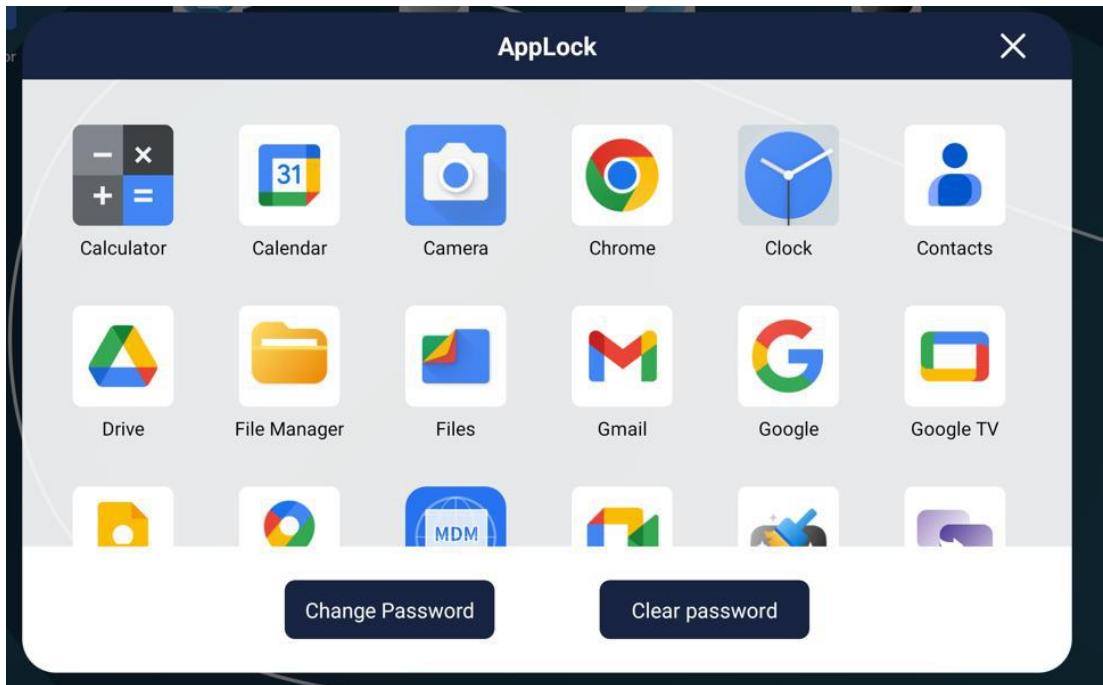 AppLock
31
Calculator
Calendar
Camera
Chrome
Clock
Contacts
Drive
File Manager
Files
Gmail
Google
Google TV
MDM
Change Password
Clear password